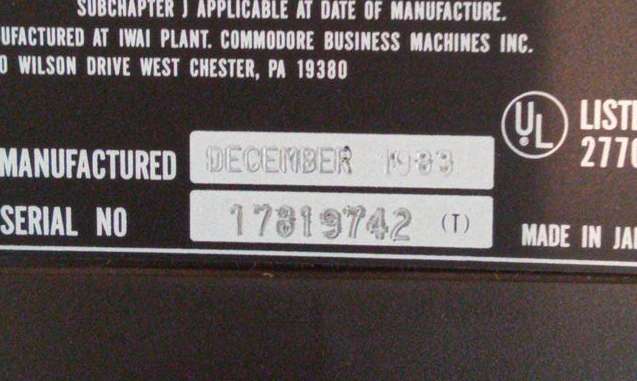 SUBCHAPTER J APPLICABLE AT DATE OF MANUFACTURE.
UFACTURED AT IWAI PLANT. COMMODORE BUSINESS MACHINES INC.
0 WILSON DRIVE WEST CHESTER, PA 19380
UL LISTE
277
MANUFACTURED DECEMBER 1983
SERIAL NO 17819742 (T)
MADE IN JA